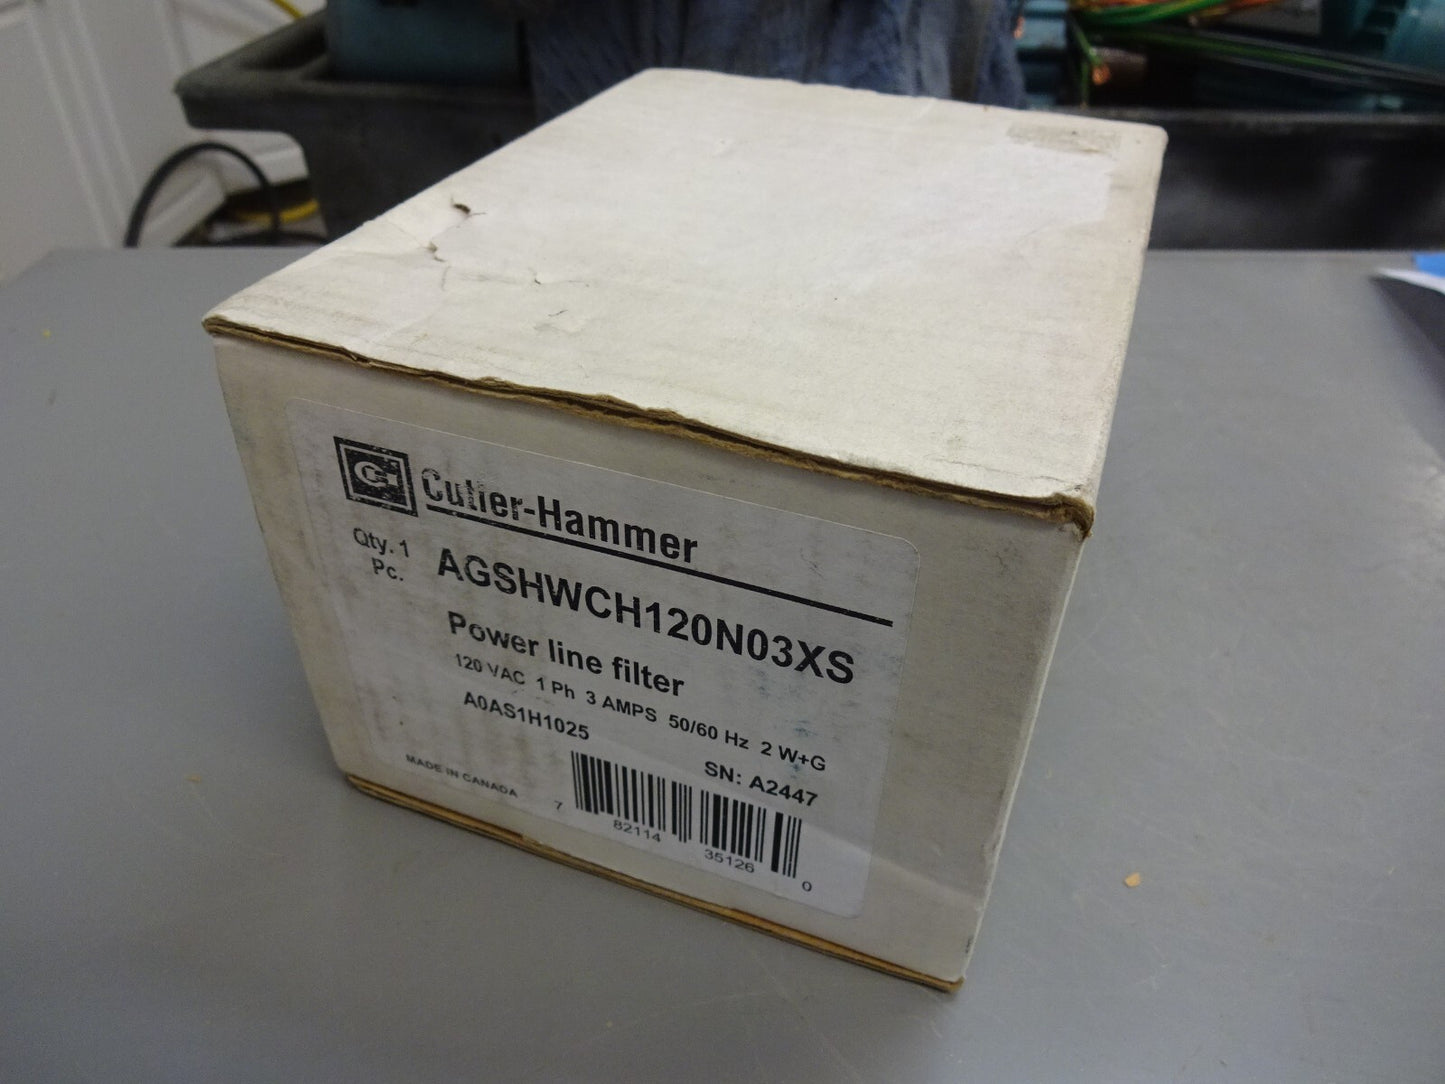 CH Cutler-Hammer
Qty. 1 Pc.
AGSHWCH120N03XS
Power line filter
120 VAC 1 Ph 3 AMPS 50/60 Hz 2 W+G
A0AS1H1025
SN: A2447
MADE IN CANADA
7 82114 35126 0